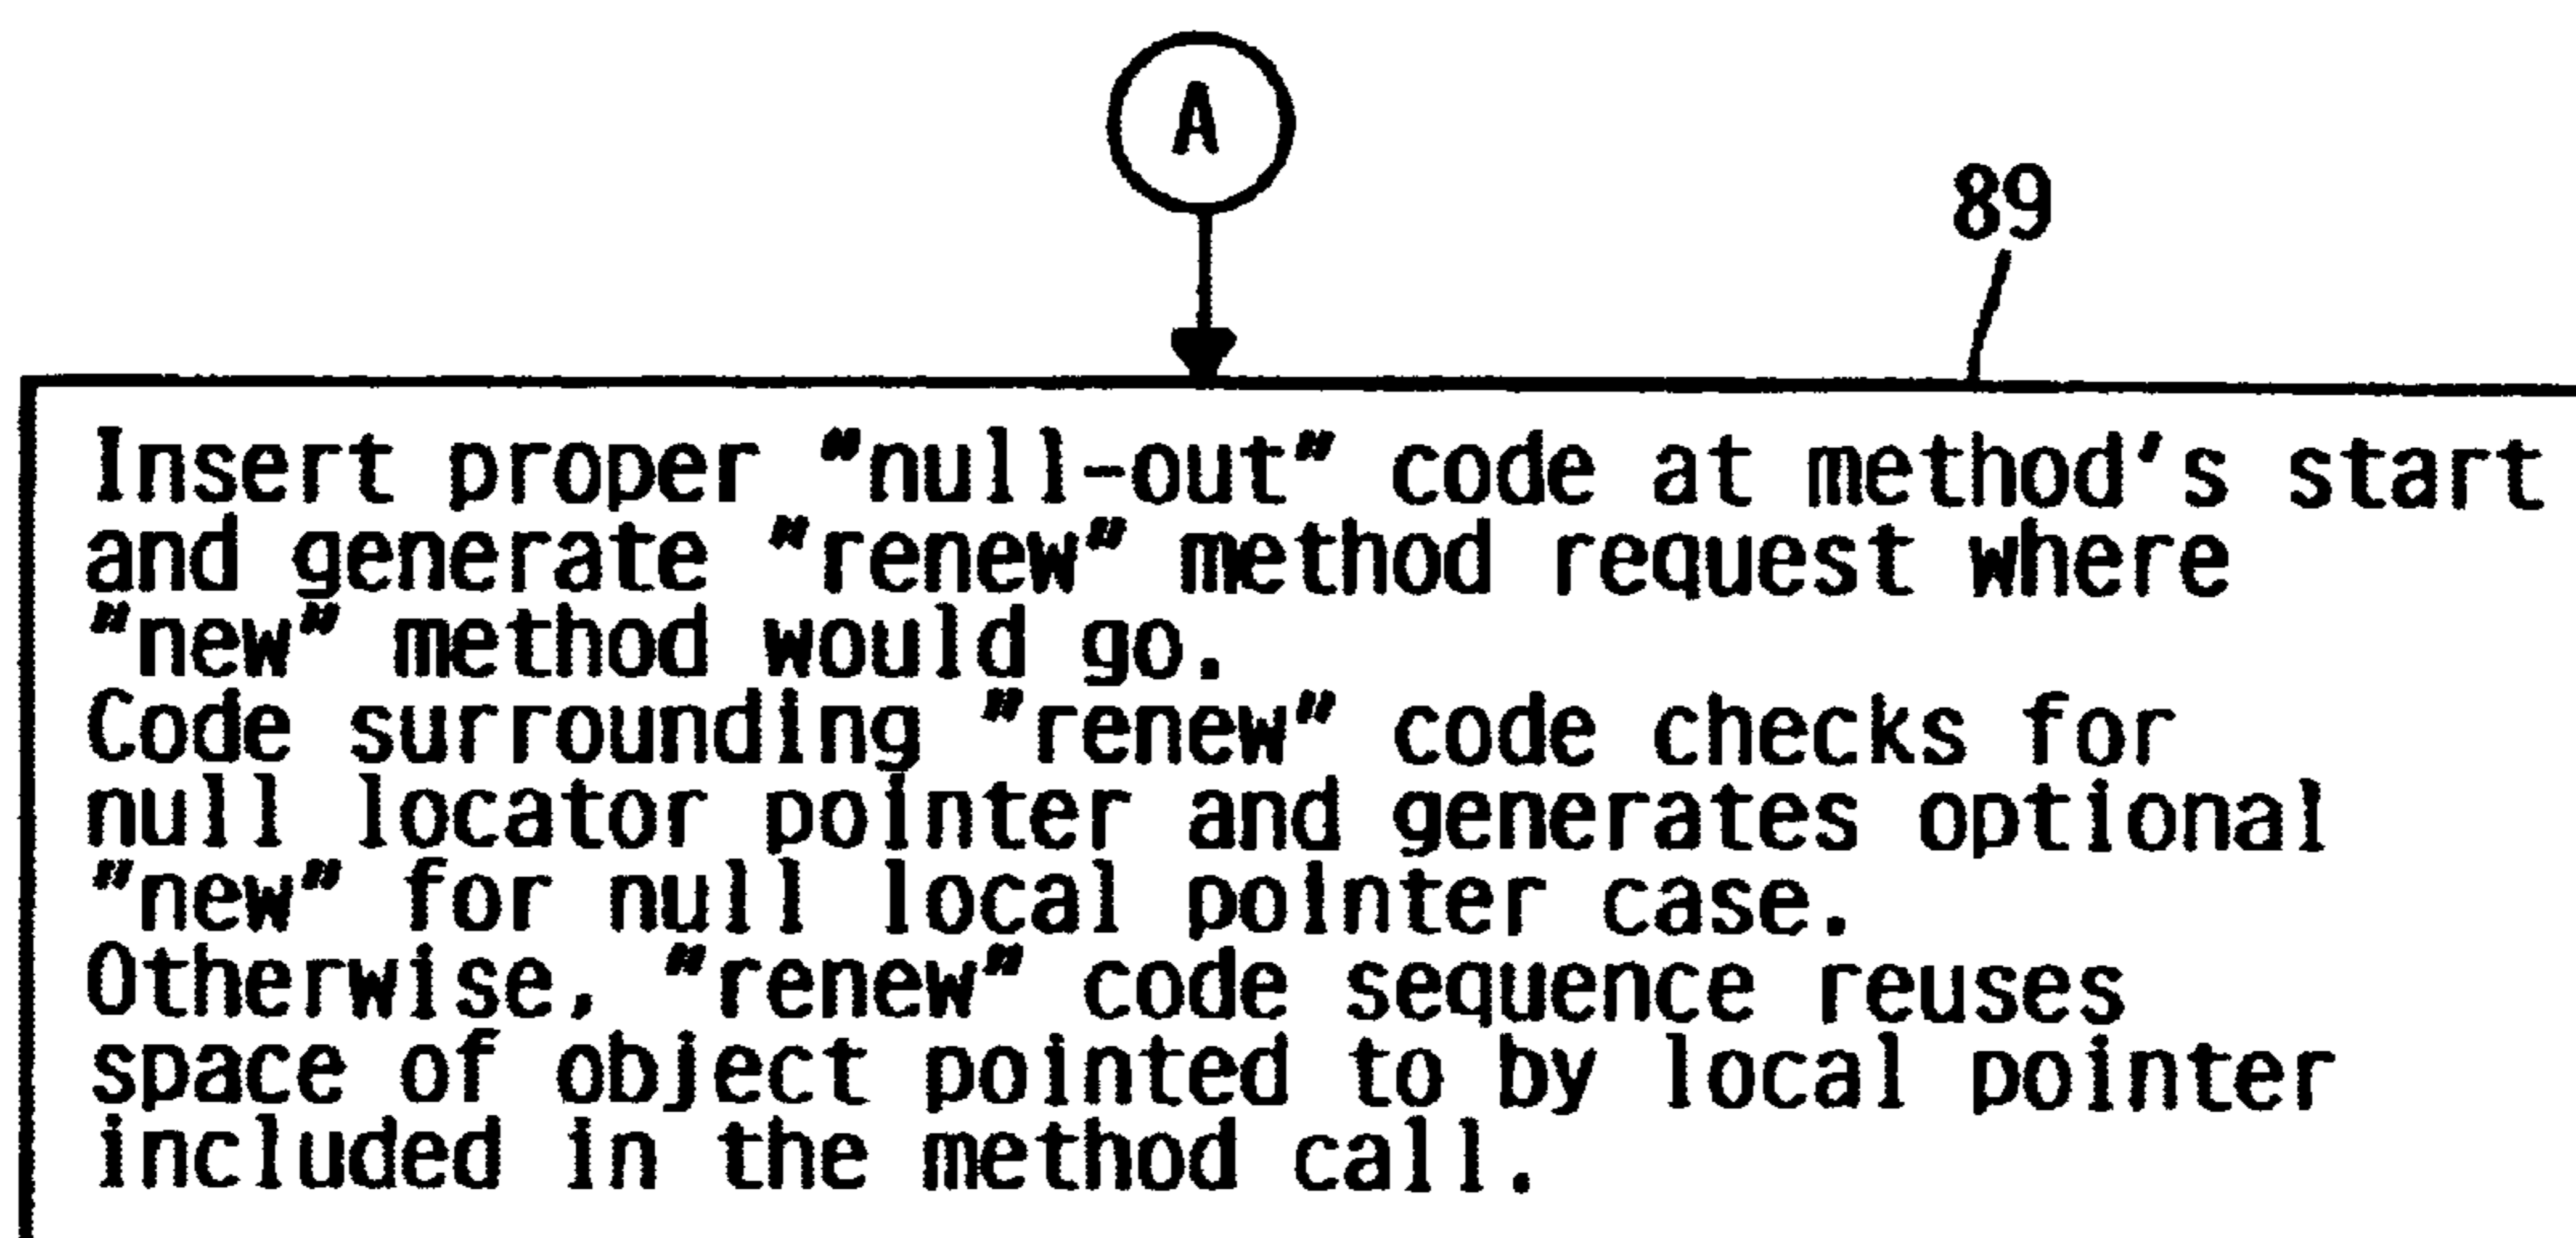 A
89
Insert proper "null-out" code at method's start
and generate "renew" method request where
"new" method would go.
Code surrounding "renew" code checks for
null locator pointer and generates optional
"new" for null local pointer case.
Otherwise, "renew" code sequence reuses
space of object pointed to by local pointer
included in the method call.